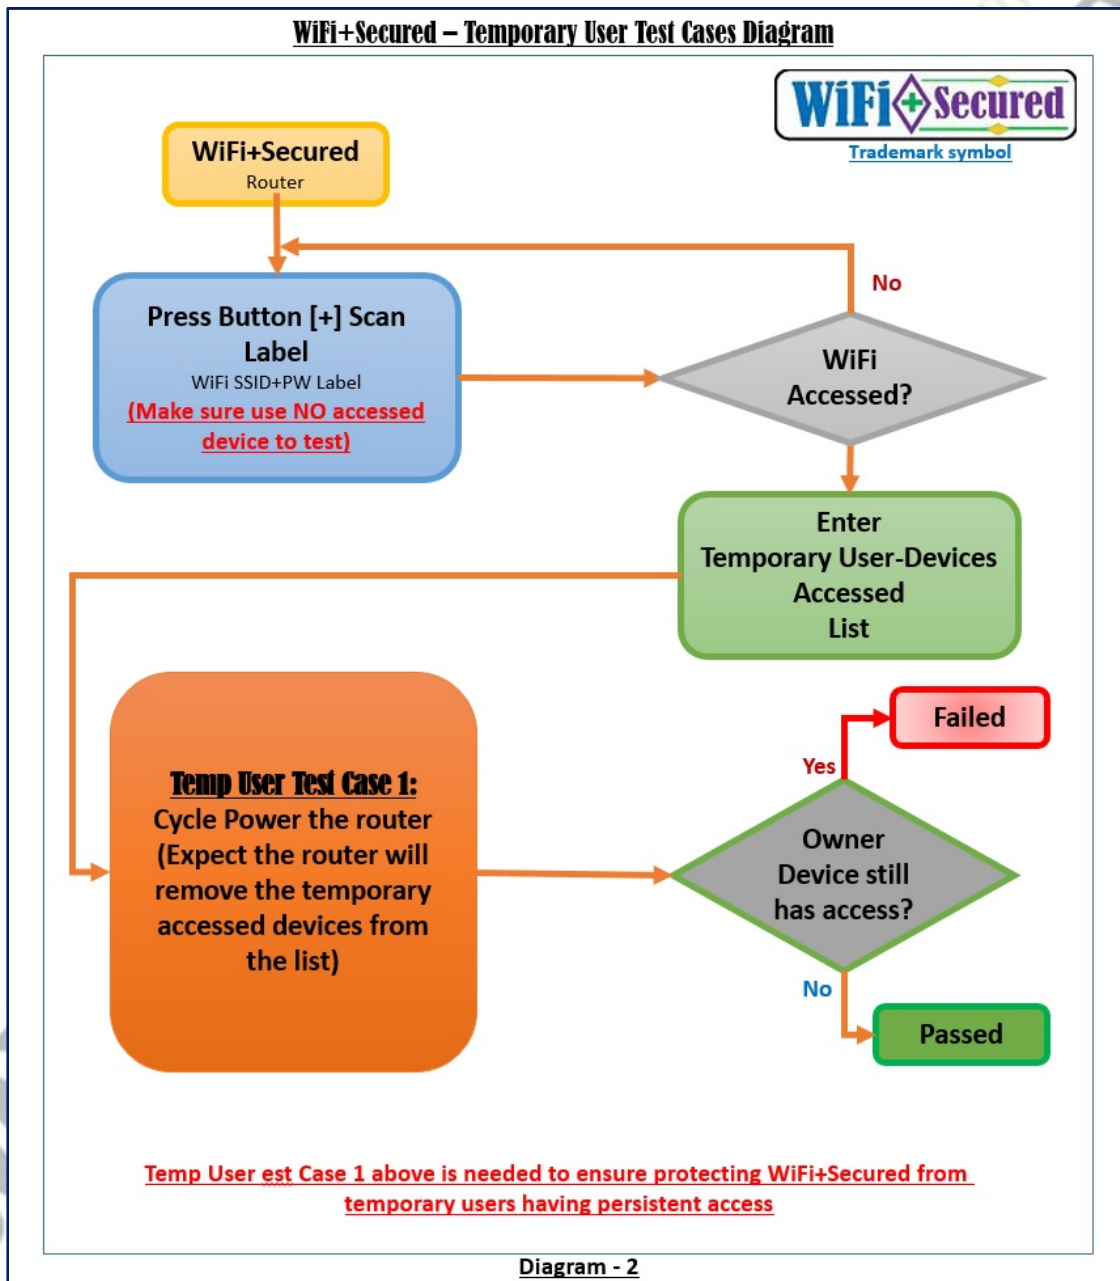 WiFi+Secured – Temporary User Test Cases Diagram
WiFi+Secured
Trademark symbol
WiFi+Secured
Router
No
Press Button [+] Scan
Label
WiFi SSID+PW Label
(Make sure use NO accessed
device to test)
WiFi
Accessed?
Enter
Temporary User-Devices
Accessed
List
Failed
Yes
Temp User Test Case 1:
Cycle Power the router
(Expect the router will
remove the temporary
accessed devices from
the list)
Owner
Device still
has access?
No
Passed
Temp User est Case 1 above is needed to ensure protecting WiFi+Secured from
temporary users having persistent access
Diagram - 2